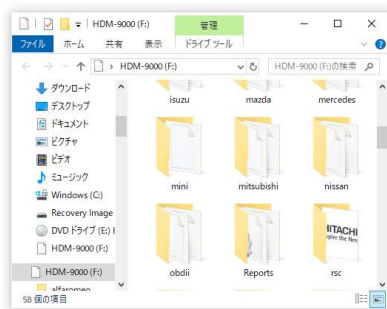 HDM-9000 (F:)
管理
ファイル
ホーム
共有
表示
ドライブ ツール
HDM-9000 (F:)
HDM-9000 (F:)の検索
ダウンロード
デスクトップ
ドキュメント
ピクチャ
ビデオ
ミュージック
Windows (C:)
Recovery Image
DVD ドライブ (E:) H
HDM-9000 (F:)
HDM-9000 (F:)
alfaromeo
isuzu
mazda
mercedes
mini
mitsubishi
nissan
HITACHI
spire the Nex
obdii
Reports
rsc
58 個の項目